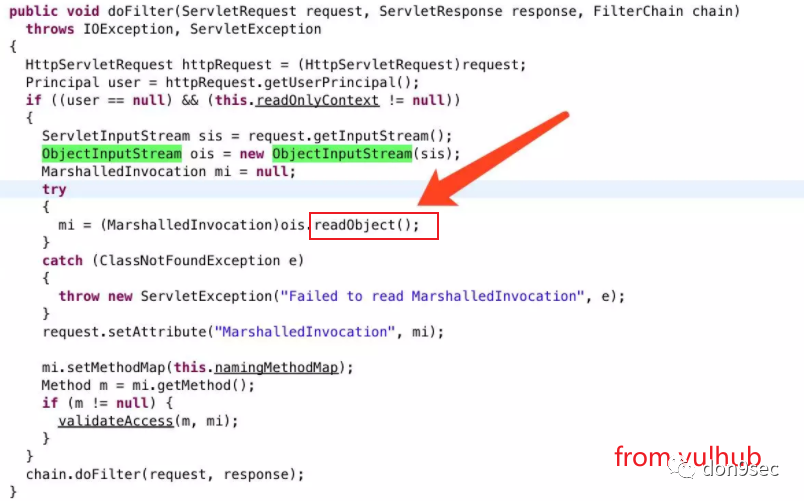 public void doFilter(ServletRequest request, ServletResponse response, FilterChain chain)
throws IOException, ServletException
{
HttpServletRequest httpRequest = (HttpServletRequest)request;
Principal user = httpRequest.getUserPrincipal();
if ((user == null) && (this.readOnlyContext != null))
{
ServletInputStream sis = request.getInputStream();
ObjectInputStream ois = new ObjectInputStream(sis);
MarshalledInvocation mi = null;
try
{
mi = (MarshalledInvocation)ois.readObject();
}
catch (ClassNotFoundException e)
{
throw new ServletException("Failed to read MarshalledInvocation", e);
}
request.setAttribute("MarshalledInvocation", mi);
mi.setMethodMap(this.namingMethodMap);
Method m = mi.getMethod();
if (m != null) {
validateAccess(m, mi);
}
}
chain.doFilter(request, response);
}
from vulhub
don9sec